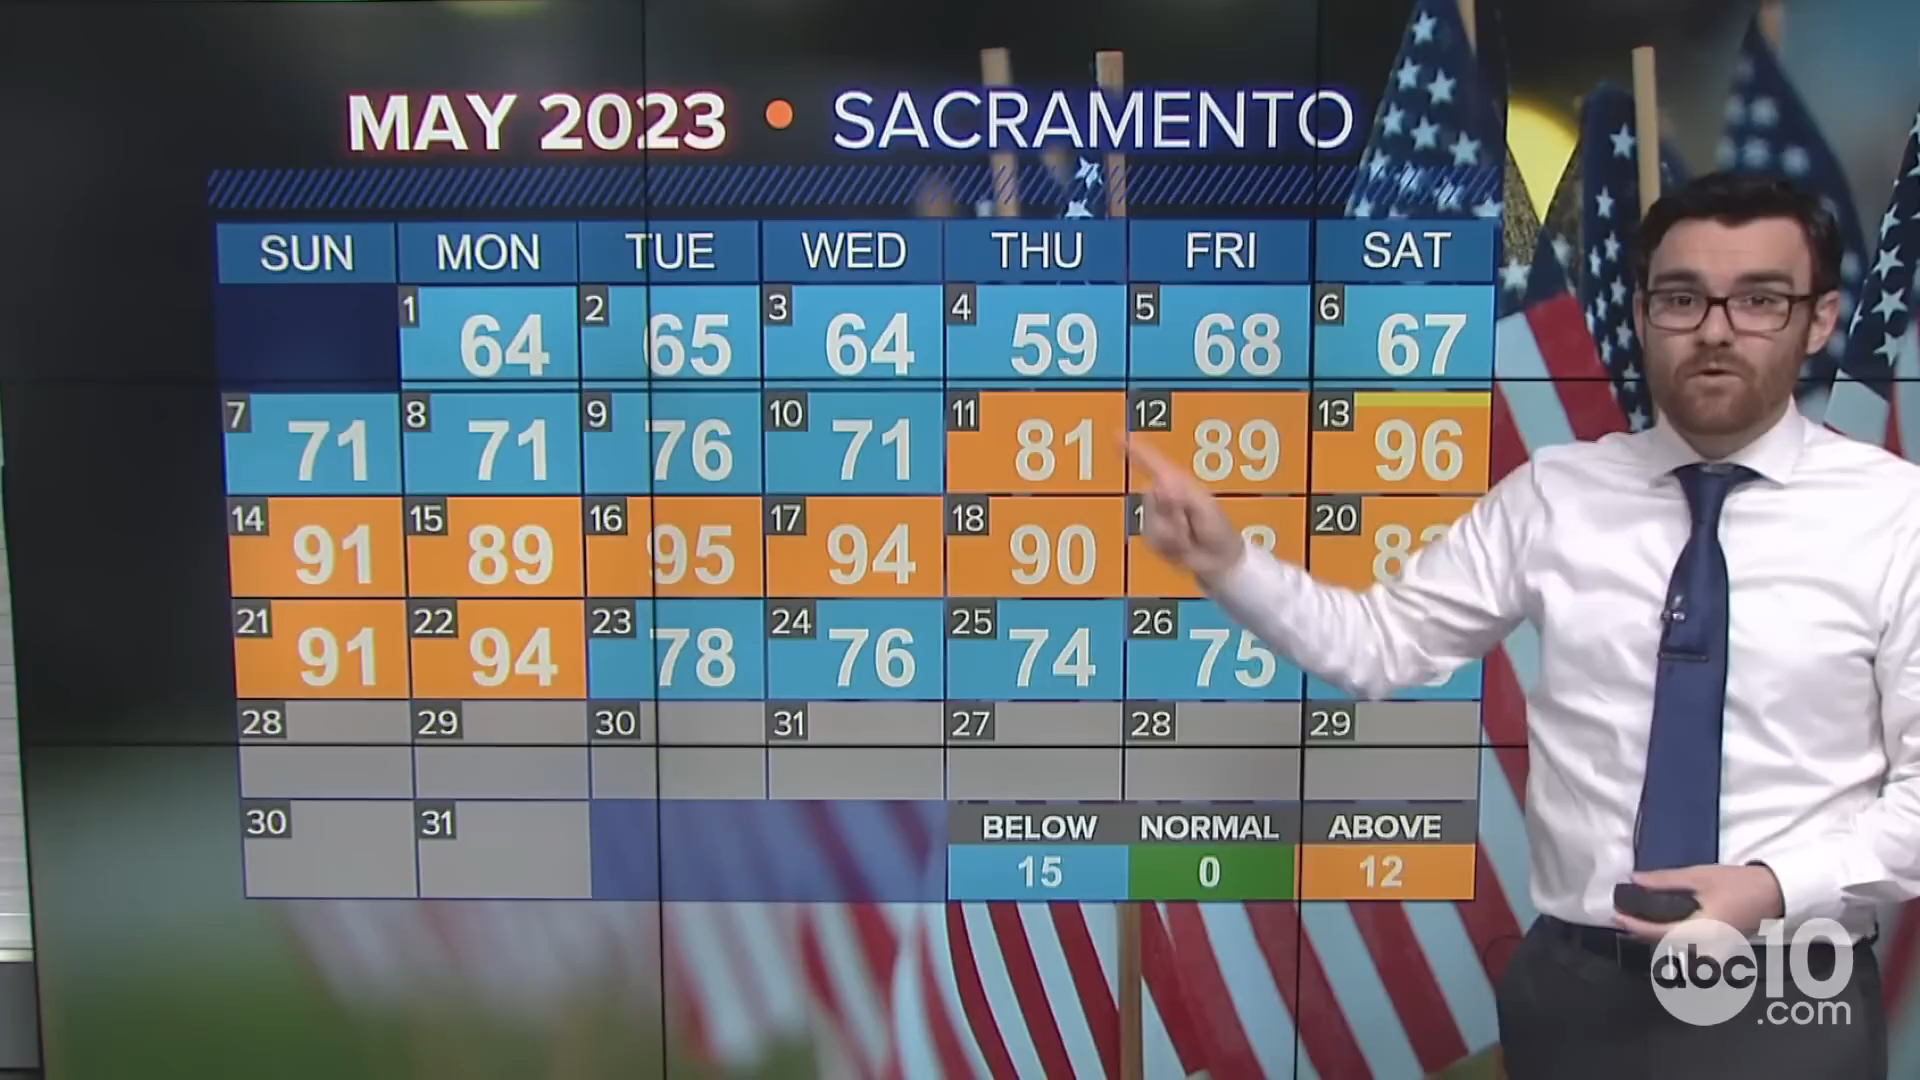 MAY 2023 • SACRAMENTO
SUN MON TUE WED THU FRI SAT
1 2 3 4 5 6
64 65 64 59 68 67
7 8 9 10 11 12 13
71 71 76 71 81 89 96
14 15 16 17 18 20
91 89 95 94 90
21 22 23 24 25 26
91 94 78 76 74 75
28 29 30 31 27 28 29
30 31
BELOW NORMAL ABOVE
15 0 12
abc10
.com